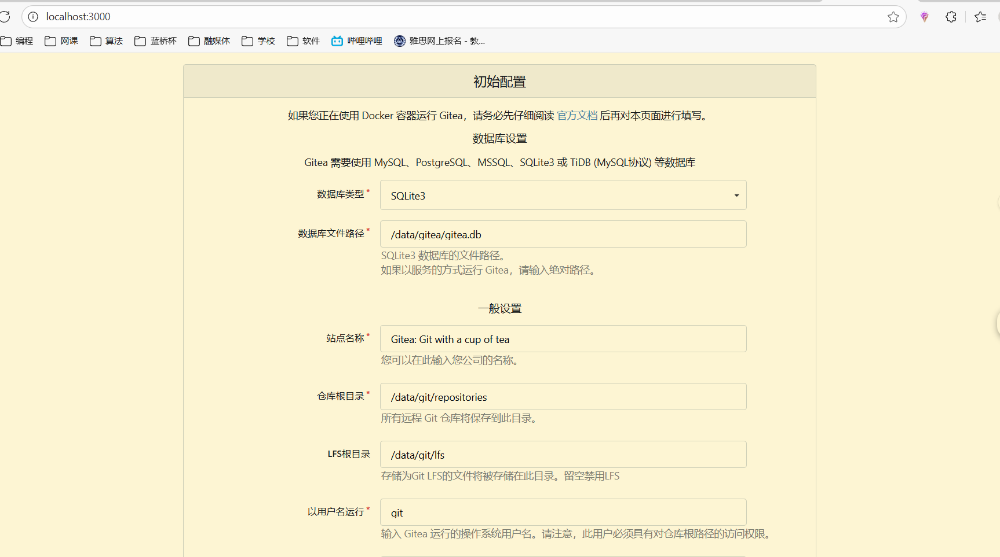 localhost:3000
编程 网课 算法 蓝桥杯 融媒体 学校 软件 哔哩哔哩 雅思网上报名 - 教...
初始配置
如果您正在使用 Docker 容器运行 Gitea，请务必先仔细阅读 官方文档 后再对本页面进行填写。
数据库设置
Gitea 需要使用 MySQL、PostgreSQL、MSSQL、SQLite3 或 TiDB (MySQL协议) 等数据库
数据库类型* SQLite3
数据库文件路径* /data/gitea/gitea.db
SQLite3 数据库的文件路径。
如果以服务的方式运行 Gitea，请输入绝对路径。
一般设置
站点名称* Gitea: Git with a cup of tea
您可以在此输入您公司的名称。
仓库根目录* /data/git/repositories
所有远程 Git 仓库将保存到此目录。
LFS根目录 /data/git/lfs
存储为Git LFS的文件将被存储在此目录。留空禁用LFS
以用户名运行* git
输入 Gitea 运行的操作系统用户名。请注意，此用户必须具有对仓库根路径的访问权限。